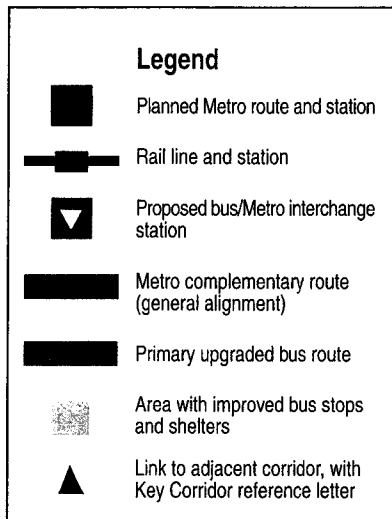 Legend
Planned Metro route and station
Rail line and station
Proposed bus/Metro interchange
station
Metro complementary route
(general alignment)
Primary upgraded bus route
Area with improved bus stops
and shelters
Link to adjacent corridor, with
Key Corridor reference letter